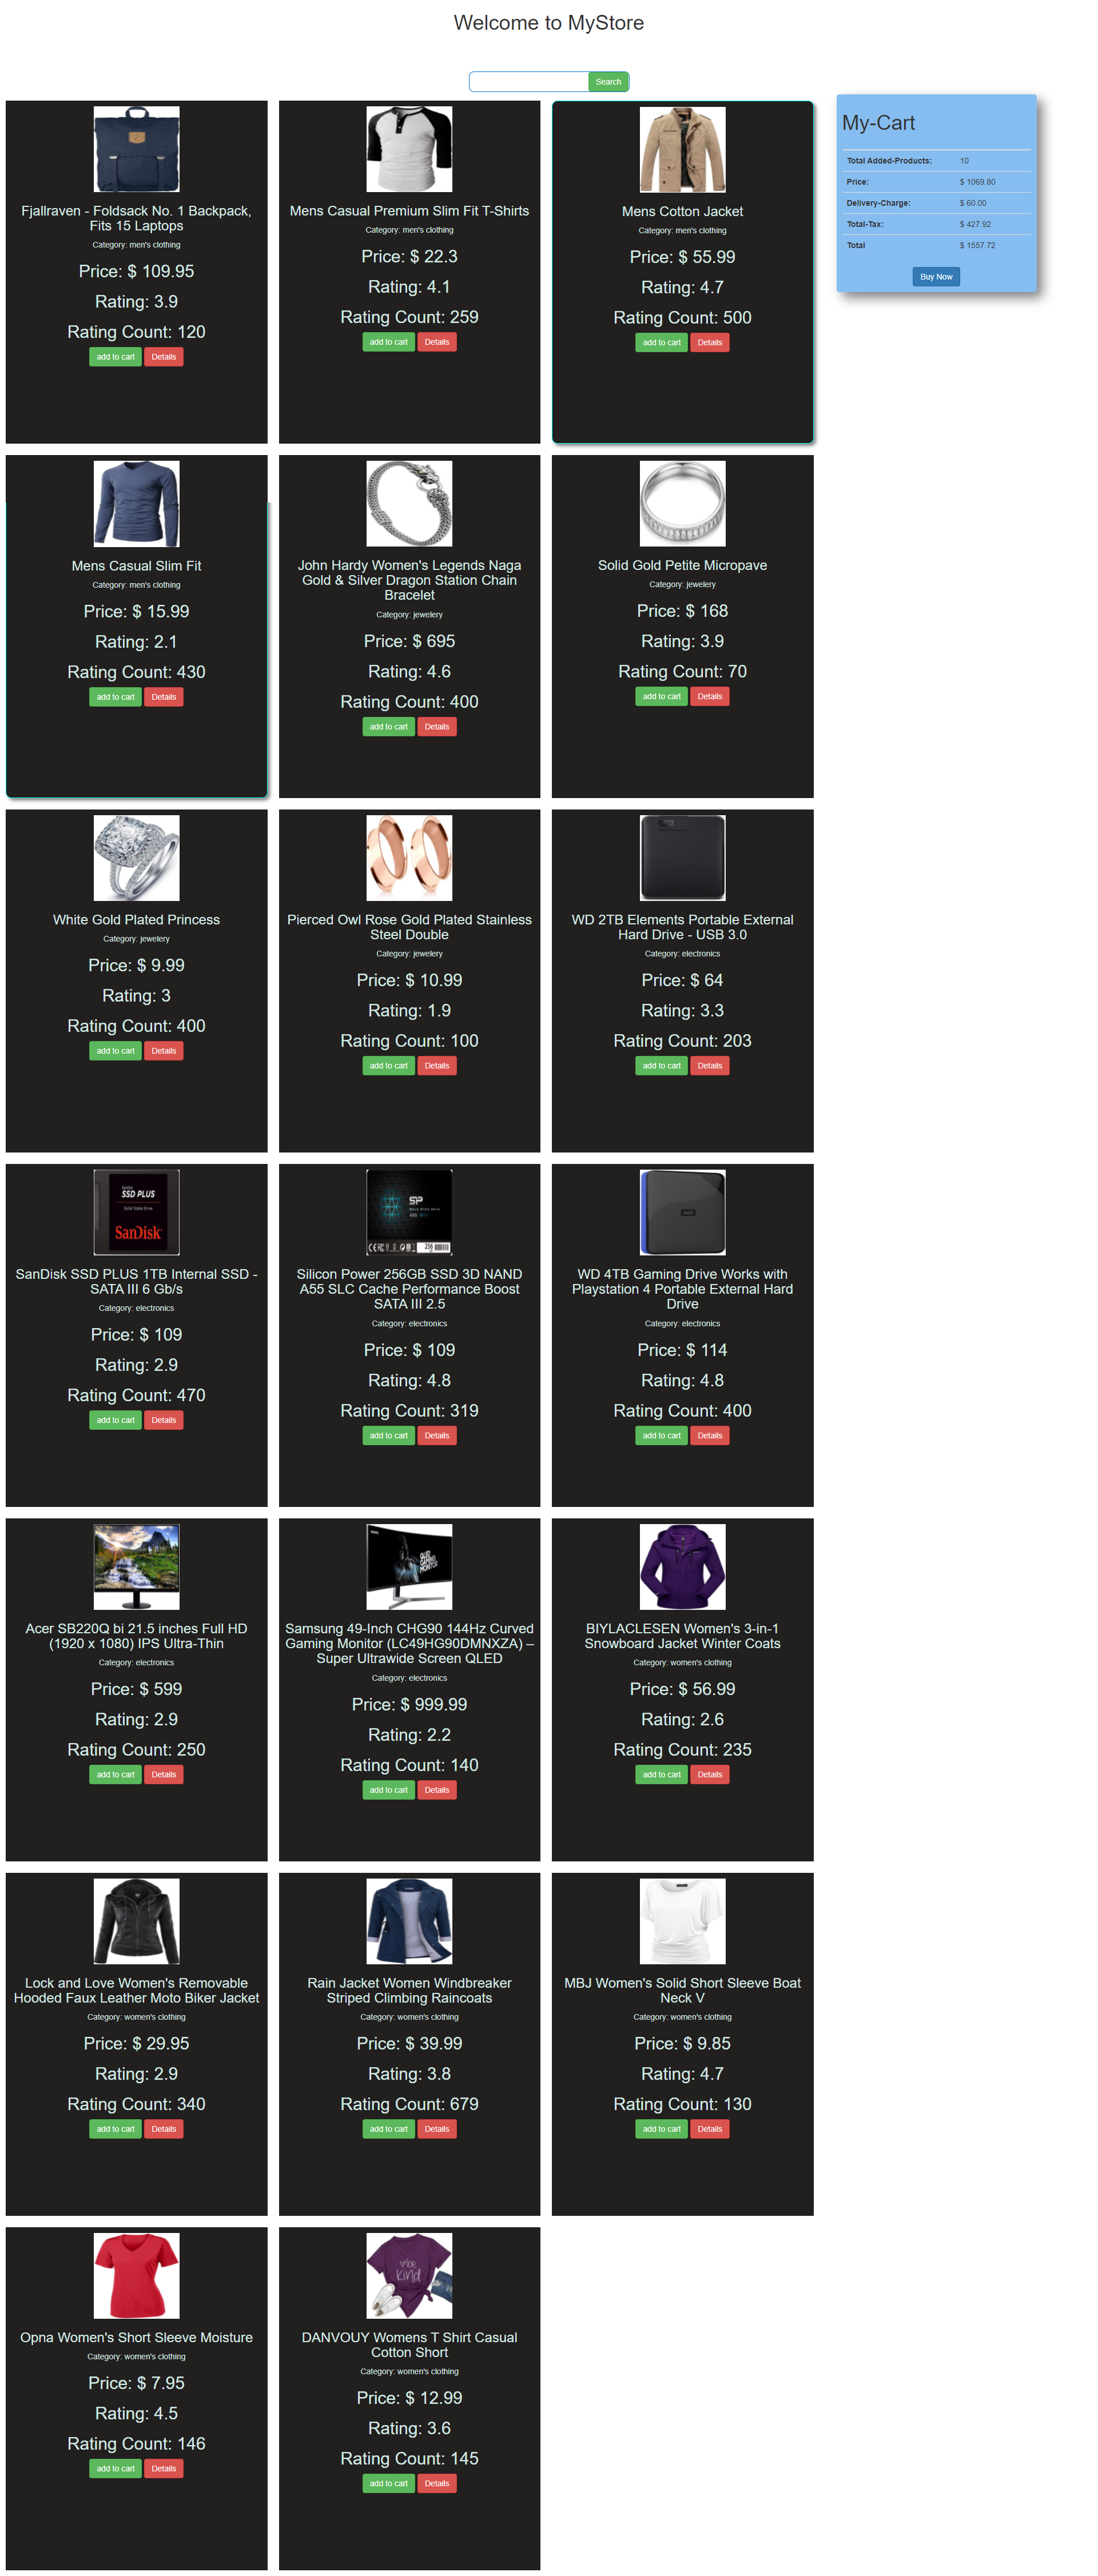 Welcome to MyStore
Search
Fjallraven - Foldsack No. 1 Backpack,
Fits 15 Laptops
Category: men's clothing
Price: $ 109.95
Rating: 3.9
Rating Count: 120
add to cart Details
Mens Casual Premium Slim Fit T-Shirts
Category: men's clothing
Price: $ 22.3
Rating: 4.1
Rating Count: 259
add to cart Details
Mens Cotton Jacket
Category: men's clothing
Price: $ 55.99
Rating: 4.7
Rating Count: 500
add to cart Details
My-Cart
Total Added-Products: 10
Price: $ 1069.80
Delivery-Charge: $ 60.00
Total-Tax: $ 427.92
Total $ 1557.72
Buy Now
Mens Casual Slim Fit
Category: men's clothing
Price: $ 15.99
Rating: 2.1
Rating Count: 430
add to cart Details
John Hardy Women's Legends Naga
Gold & Silver Dragon Station Chain
Bracelet
Category: jewelery
Price: $ 695
Rating: 4.6
Rating Count: 400
add to cart Details
Solid Gold Petite Micropave
Category: jewelery
Price: $ 168
Rating: 3.9
Rating Count: 70
add to cart Details
White Gold Plated Princess
Category: jewelery
Price: $ 9.99
Rating: 3
Rating Count: 400
add to cart Details
Pierced Owl Rose Gold Plated Stainless
Steel Double
Category: jewelery
Price: $ 10.99
Rating: 1.9
Rating Count: 100
add to cart Details
WD 2TB Elements Portable External
Hard Drive - USB 3.0
Category: electronics
Price: $ 64
Rating: 3.3
Rating Count: 203
add to cart Details
SanDisk
SSD PLUS
Solid State Drive
SanDisk
SanDisk SSD PLUS 1TB Internal SSD -
SATA III 6 Gb/s
Category: electronics
Price: $ 109
Rating: 2.9
Rating Count: 470
add to cart Details
SP
256
Silicon Power 256GB SSD 3D NAND
A55 SLC Cache Performance Boost
SATA III 2.5
Category: electronics
Price: $ 109
Rating: 4.8
Rating Count: 319
add to cart Details
WD 4TB Gaming Drive Works with
Playstation 4 Portable External Hard
Drive
Category: electronics
Price: $ 114
Rating: 4.8
Rating Count: 400
add to cart Details
Acer SB220Q bi 21.5 inches Full HD
(1920 x 1080) IPS Ultra-Thin
Category: electronics
Price: $ 599
Rating: 2.9
Rating Count: 250
add to cart Details
QLED
GAMING
MONITOR
Samsung 49-Inch CHG90 144Hz Curved
Gaming Monitor (LC49HG90DMNXZA) –
Super Ultrawide Screen QLED
Category: electronics
Price: $ 999.99
Rating: 2.2
Rating Count: 140
add to cart Details
BIYLACLESEN Women's 3-in-1
Snowboard Jacket Winter Coats
Category: women's clothing
Price: $ 56.99
Rating: 2.6
Rating Count: 235
add to cart Details
Lock and Love Women's Removable
Hooded Faux Leather Moto Biker Jacket
Category: women's clothing
Price: $ 29.95
Rating: 2.9
Rating Count: 340
add to cart Details
Rain Jacket Women Windbreaker
Striped Climbing Raincoats
Category: women's clothing
Price: $ 39.99
Rating: 3.8
Rating Count: 679
add to cart Details
MBJ Women's Solid Short Sleeve Boat
Neck V
Category: women's clothing
Price: $ 9.85
Rating: 4.7
Rating Count: 130
add to cart Details
Opna Women's Short Sleeve Moisture
Category: women's clothing
Price: $ 7.95
Rating: 4.5
Rating Count: 146
add to cart Details
be
kind
DANVOUY Womens T Shirt Casual
Cotton Short
Category: women's clothing
Price: $ 12.99
Rating: 3.6
Rating Count: 145
add to cart Details